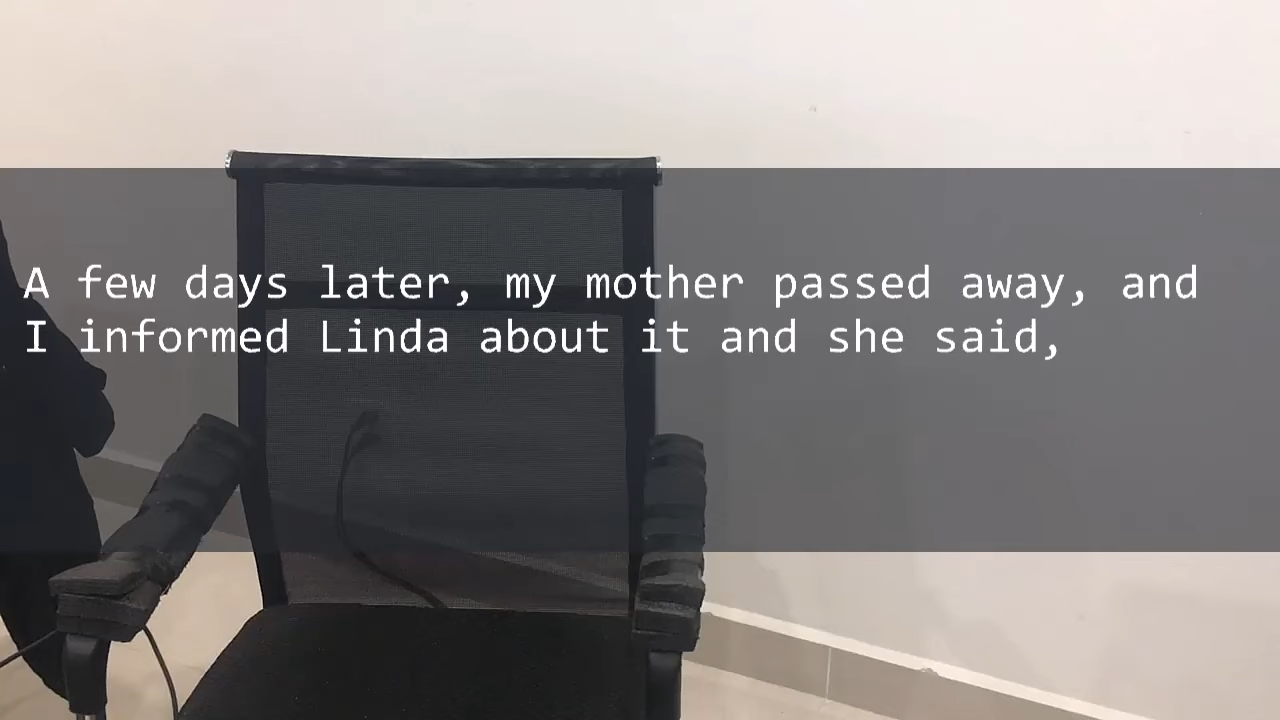 A few days later, my mother passed away, and
I informed Linda about it and she said,